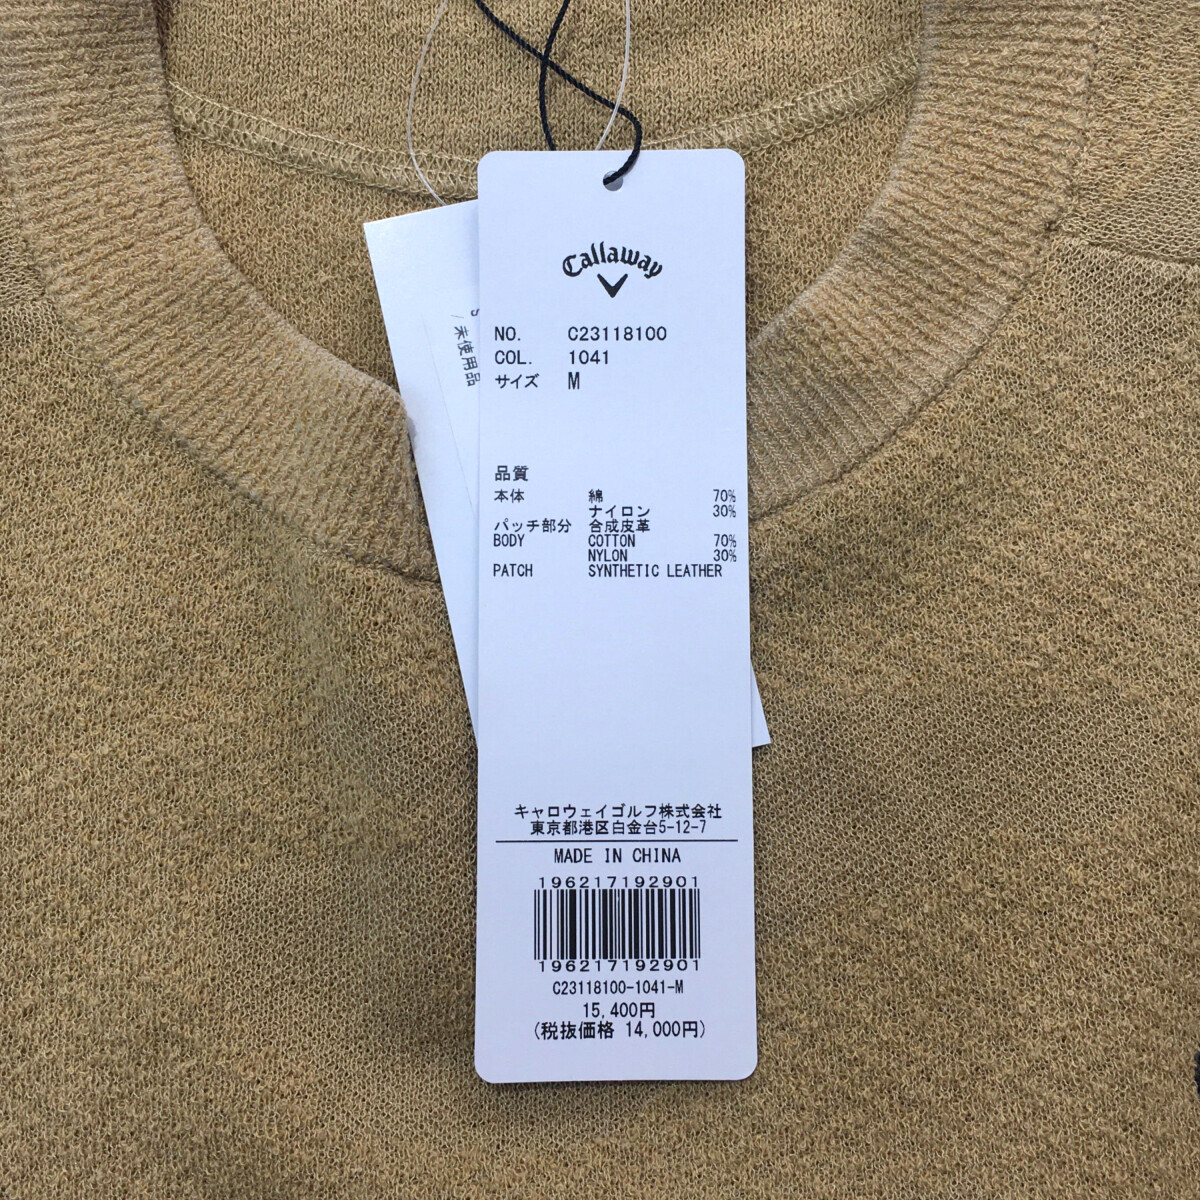 Callaway
NO. C23118100
COL. 1041
サイズ M
/ 未使用品
品質
本体 綿 70%
ナイロン 30%
パッチ部分 合成皮革
BODY COTTON 70%
NYLON 30%
PATCH SYNTHETIC LEATHER
キャロウェイゴルフ株式会社
東京都港区白金台5-12-7
MADE IN CHINA
196217192901
196217192901
C23118100-1041-M
15,400円
(税抜価格 14,000円)